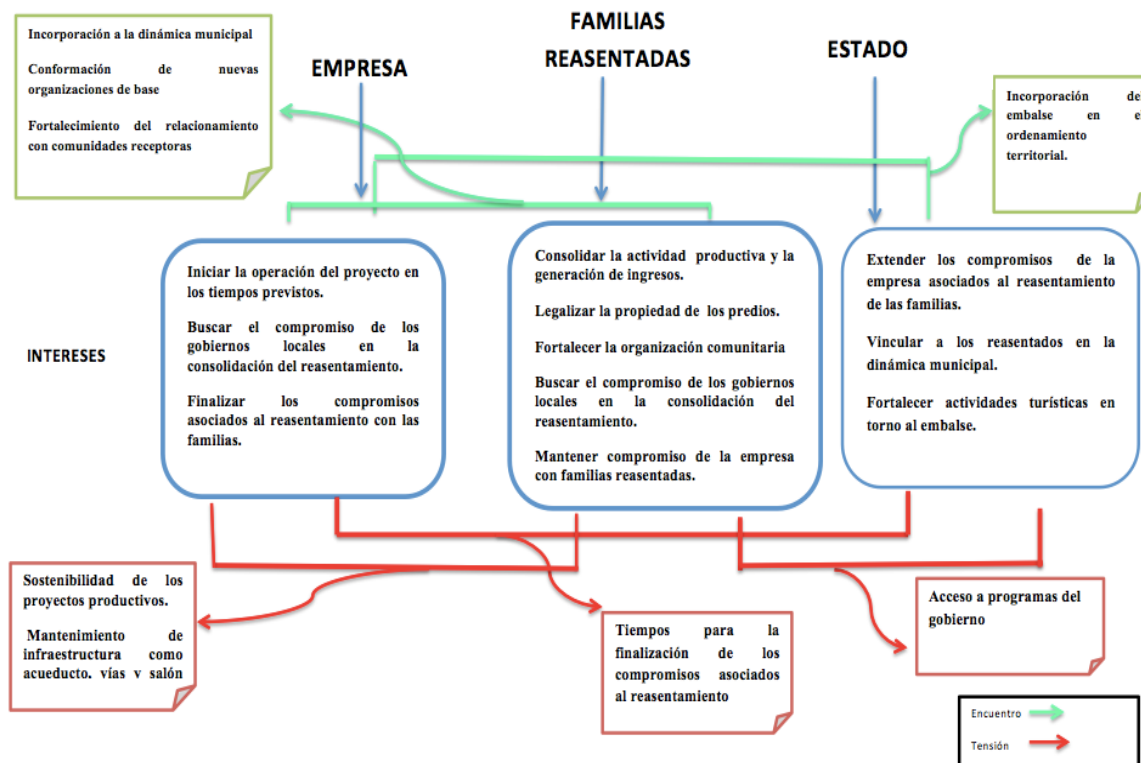 Incorporación a la dinámica municipal
Conformación de nuevas
organizaciones de base
Fortalecimiento del relacionamiento
con comunidades receptoras
EMPRESA
FAMILIAS
REASENTADAS
ESTADO
Incorporación del
embalse en el
ordenamiento
territorial.
INTERESES
Iniciar la operación del proyecto en
los tiempos previstos.
Buscar el compromiso de los
gobiernos locales en la
consolidación del reasentamiento.
Finalizar los compromisos
asociados al reasentamiento con las
familias.
Consolidar la actividad productiva y la
generación de ingresos.
Legalizar la propiedad de los predios.
Fortalecer la organización comunitaria
Buscar el compromiso de los gobiernos
locales en la consolidación del
reasentamiento.
Mantener compromiso de la empresa
con familias reasentadas.
Extender los compromisos de la
empresa asociados al reasentamiento
de las familias.
Vincular a los reasentados en la
dinámica municipal.
Fortalecer actividades turísticas en
torno al embalse.
Sostenibilidad de los
proyectos productivos.
Mantenimiento de
infraestructura como
acueducto. vías y salón
Tiempos para la
finalización de los
compromisos asociados
al reasentamiento
Acceso a programas del
gobierno
Encuentro
Tensión